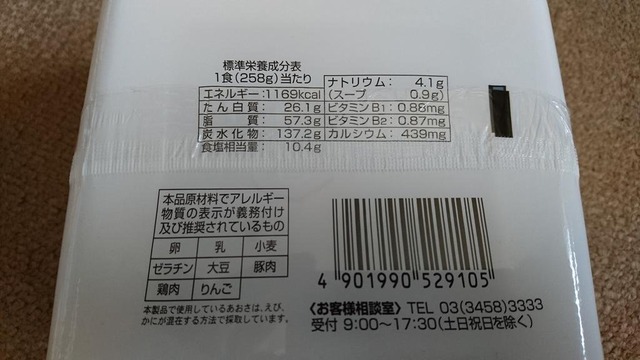 標準栄養成分表
1食(258g)当たり
エネルギー:1169kcal
たん白質: 26.1g
脂 質: 57.3g
炭水化物: 137.2g
食塩相当量: 10.4g
ナトリウム: 4.1g
(スープ 0.9g)
ビタミンB1: 0.86mg
ビタミンB2: 0.87mg
カルシウム: 439mg
本品原材料でアレルギー
物質の表示が義務付け
及び推奨されているもの
卵 乳 小麦
ゼラチン 大豆 豚肉
鶏肉 りんご
本製品で使用しているあおさは、えび、
かにが混在する方法で採取しています。
4 901990 529105
〈お客様相談室〉 TEL 03(3458)3333
受付 9:00〜17:30(土日祝日を除く)